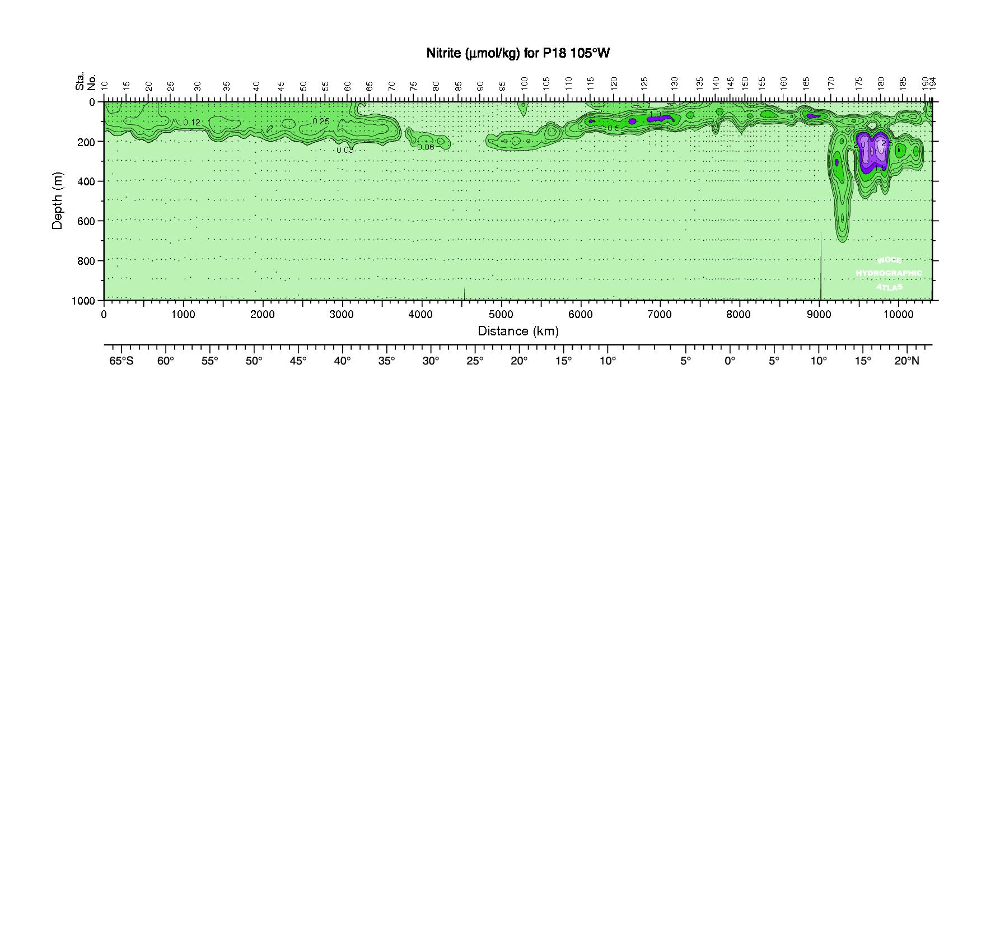 Nitrite (μmol/kg) for P18 105°W
Sta. No. 10 15 20 25 30 35 40 45 50 55 60 65 70 75 80 85 90 95 100 105 110 115 120 125 130 135 140 145 150 155 160 165 170 175 180 185 190 194
0
200
400
600
800
1000
Depth (m)
0.12
0.25
0.03
0.06
0.5
1.0
2.0
2.5
WOCE
HYDROGRAPHIC
ATLAS
0 1000 2000 3000 4000 5000 6000 7000 8000 9000 10000
Distance (km)
65°S 60° 55° 50° 45° 40° 35° 30° 25° 20° 15° 10° 5° 0° 5° 10° 15° 20°N